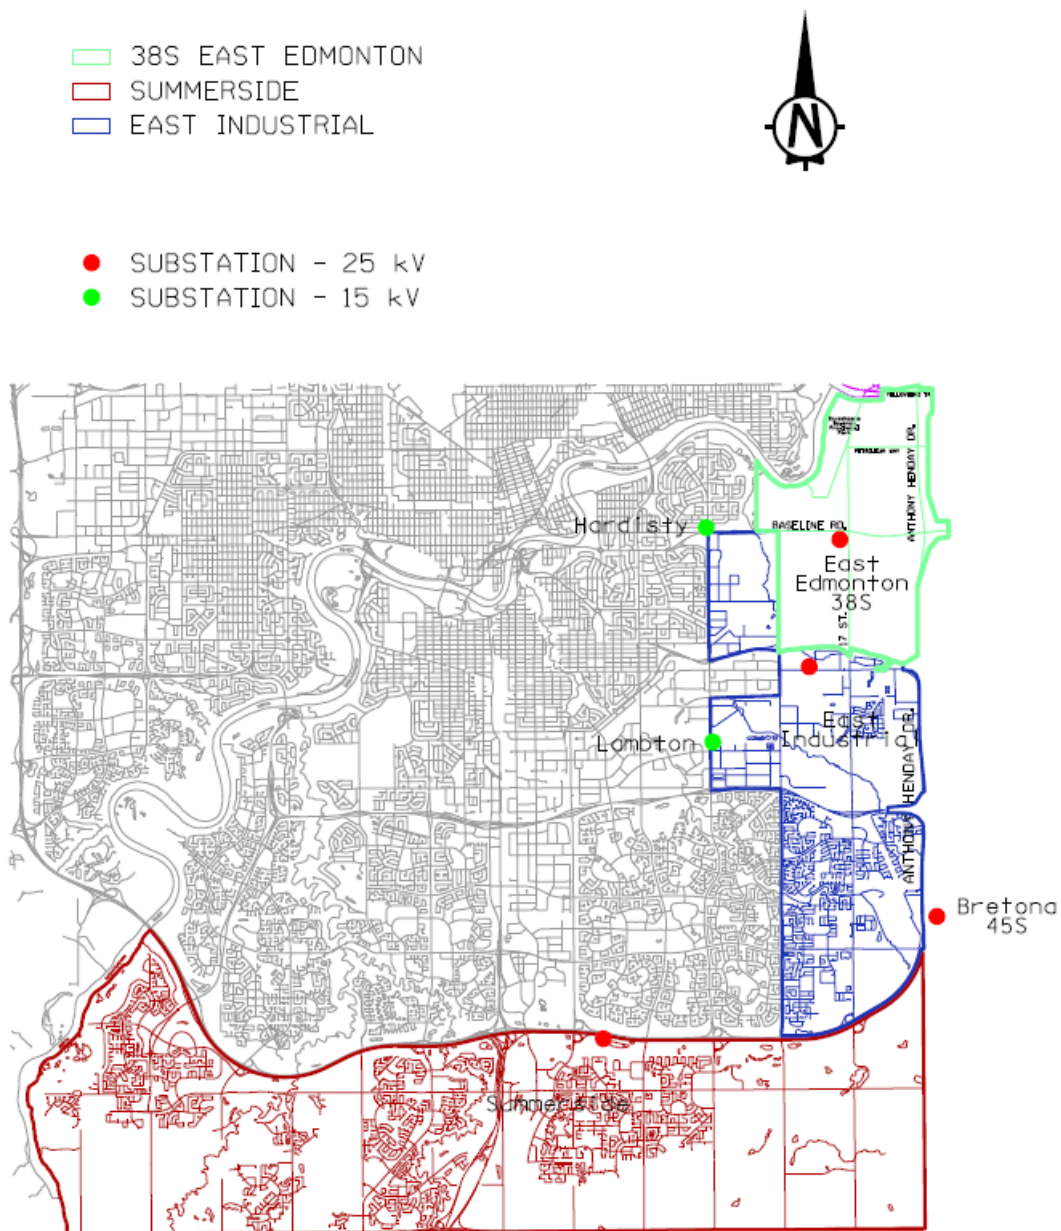 38S EAST EDMONTON
SUMMERSIDE
EAST INDUSTRIAL
N
SUBSTATION - 25 kV
SUBSTATION - 15 kV
ANTHONY HENDAY DR.
Hardisty
BASELINE RD.
East
Edmonton
38S
17 ST.
East
Industrial
Lambton
ANTHONY HENDAY DR.
Bretona
45S
Summerside